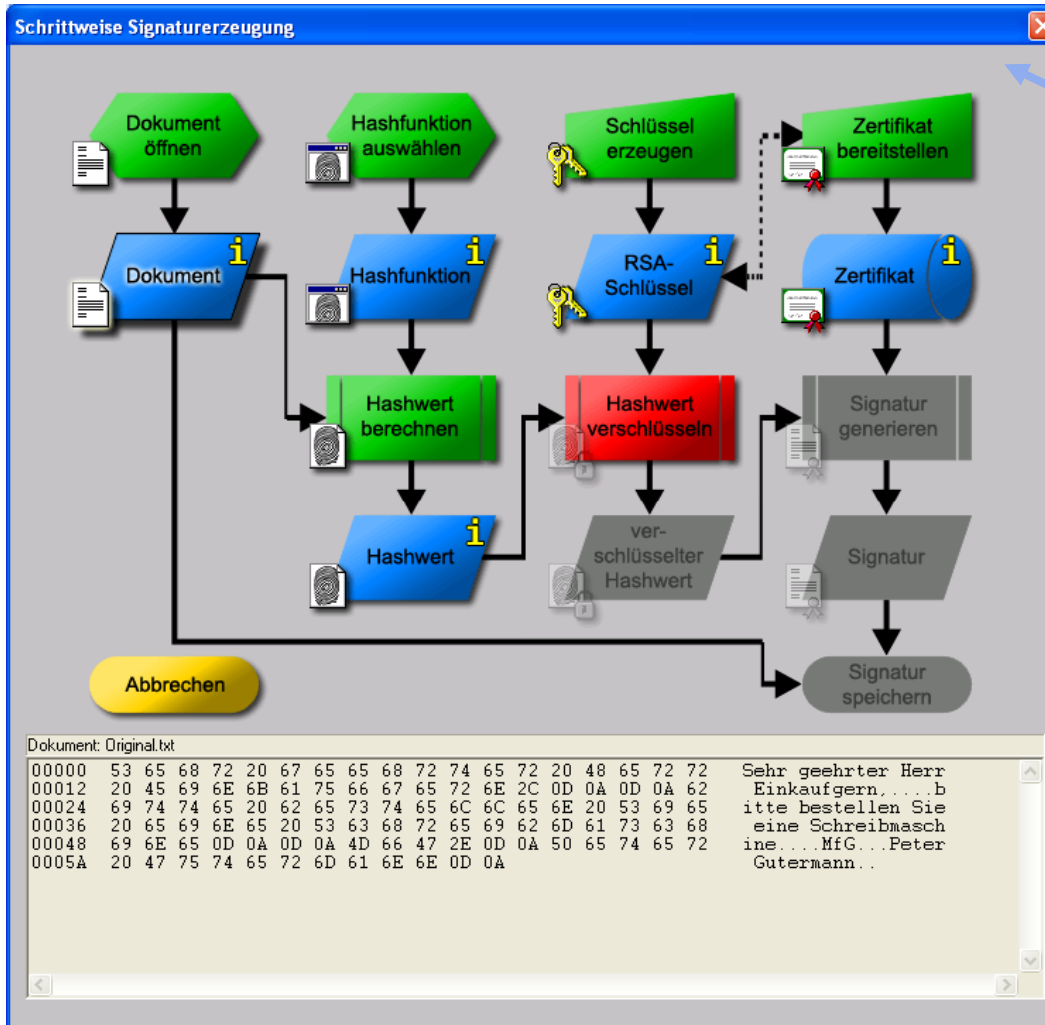 Schrittweise Signaturerzeugung
Dokument
öffnen
Hashfunktion
auswählen
Schlüssel
erzeugen
Zertifikat
bereitstellen
Dokument
i
Hashfunktion
i
RSA-
Schlüssel
i
Zertifikat
i
Hashwert
berechnen
Hashwert
verschlüsseln
Signatur
generieren
Hashwert
i
ver-
schlüsselter
Hashwert
Signatur
Abbrechen
Signatur
speichern
Dokument: Original.txt
00000 53 65 68 72 20 67 65 65 68 72 74 65 72 20 48 65 72 72 Sehr geehrter Herr
00012 20 45 69 6E 6B 61 75 66 67 65 72 6E 2C 0D 0A 0D 0A 62 Einkaufgern,....b
00024 69 74 74 65 20 62 65 73 74 65 6C 6C 65 6E 20 53 69 65 itte bestellen Sie
00036 20 65 69 6E 65 20 53 63 68 72 65 69 62 6D 61 73 63 68 eine Schreibmasch
00048 69 6E 65 0D 0A 0D 0A 4D 66 47 2E 0D 0A 50 65 74 65 72 ine....MfG...Peter
0005A 20 47 75 74 65 72 6D 61 6E 6E 0D 0A Gutermann..